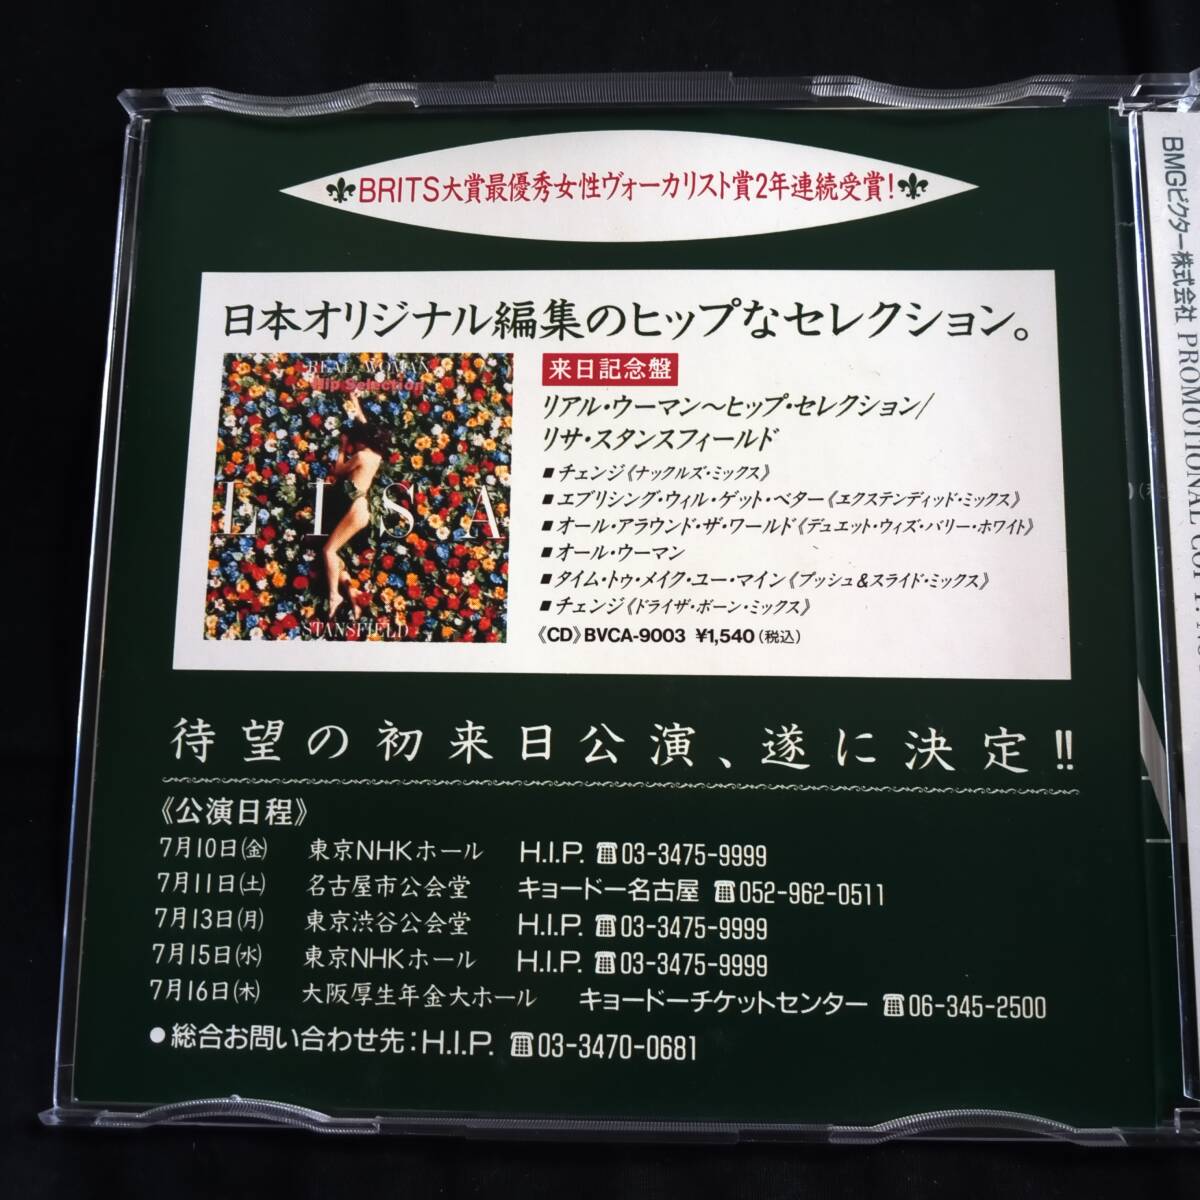 BRITS大賞最優秀女性ヴォーカリスト賞2年連続受賞!
日本オリジナル編集のヒップなセレクション。
REAL WOMAN
Hip Selection
LISA
STANSFIELD
来日記念盤
リアル・ウーマン〜ヒップ・セレクション/
リサ・スタンスフィールド
■チェンジ《ナックルズ・ミックス》
■エブリシング・ウィル・ゲット・ベター《エクステンディッド・ミックス》
■オール・アラウンド・ザ・ワールド《デュエット・ウィズ・バリー・ホワイト》
■オール・ウーマン
■タイム・トゥ・メイク・ユー・マイン《プッシュ&スライド・ミックス》
■チェンジ《ドライザ・ボーン・ミックス》
《CD》BVCA-9003 ¥1,540(税込)
待望の初来日公演、遂に決定!!
《公演日程》
7月10日(金) 東京NHKホール H.I.P. ☎03-3475-9999
7月11日(土) 名古屋市公会堂 キョードー名古屋 ☎052-962-0511
7月13日(月) 東京渋谷公会堂 H.I.P. ☎03-3475-9999
7月15日(水) 東京NHKホール H.I.P. ☎03-3475-9999
7月16日(木) 大阪厚生年金大ホール キョードーチケットセンター ☎06-345-2500
●総合お問い合わせ先:H.I.P. ☎03-3470-0681
BMGビクター株式会社 PROMOTIONAL